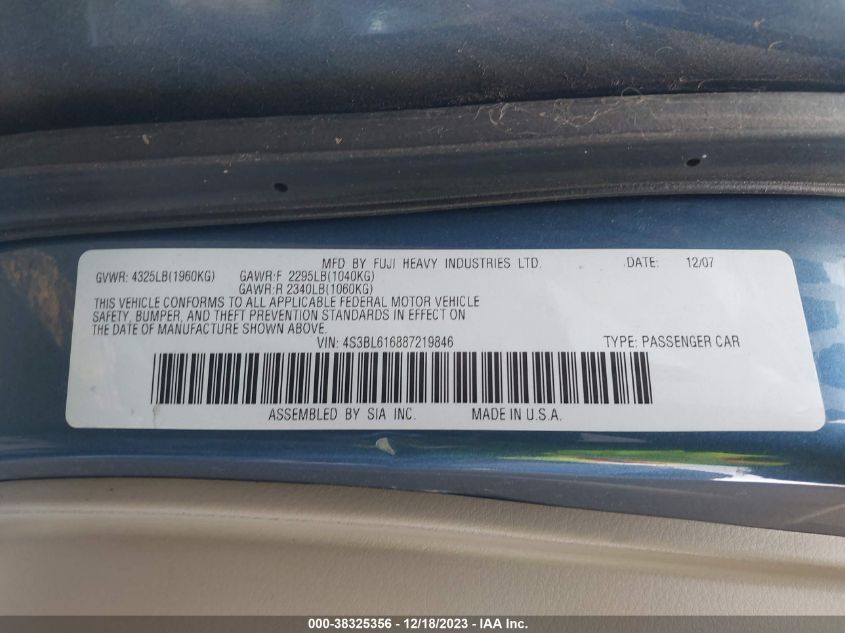 MFD BY FUJI HEAVY INDUSTRIES LTD. DATE: 12/07
GVWR: 4325LB(1960KG) GAWR:F 2295LB(1040KG)
GAWR:R 2340LB(1060KG)
THIS VEHICLE CONFORMS TO ALL APPLICABLE FEDERAL MOTOR VEHICLE
SAFETY, BUMPER, AND THEFT PREVENTION STANDARDS IN EFFECT ON
THE DATE OF MANUFACTURE SHOWN ABOVE.
VIN: 4S3BL616887219846 TYPE: PASSENGER CAR
ASSEMBLED BY SIA INC. MADE IN U.S.A.
000-38325356 - 12/18/2023 - IAA Inc.